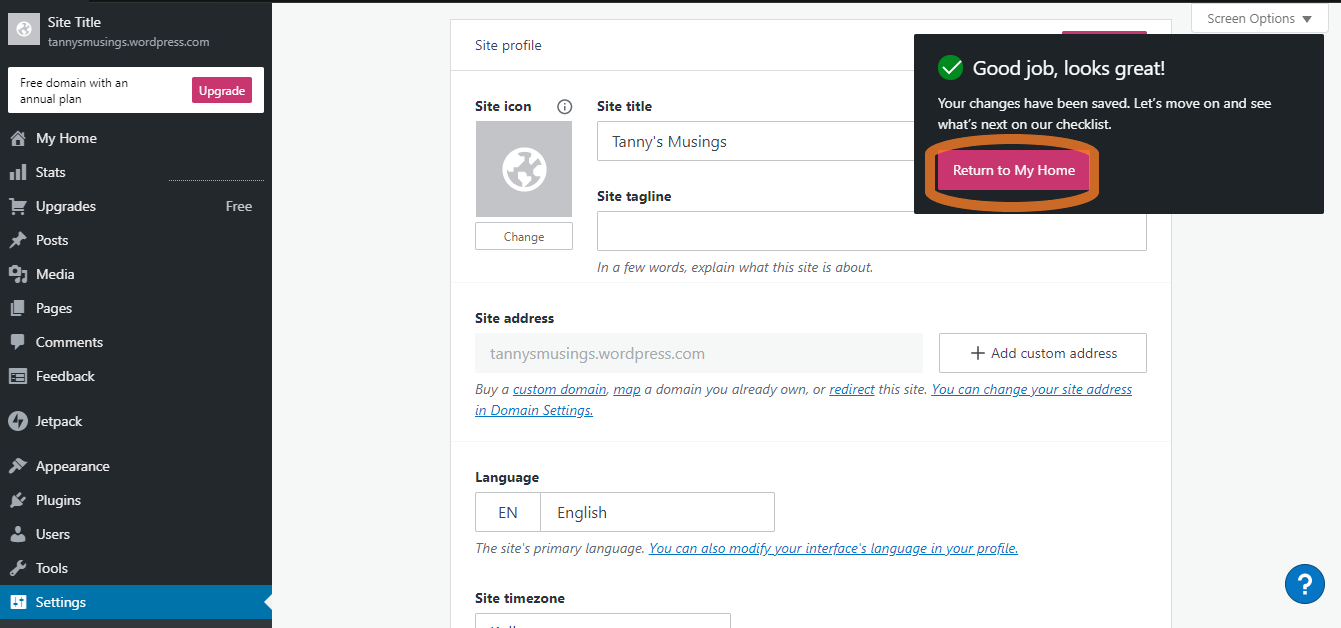 Site Title
tannysmusings.wordpress.com
Free domain with an
annual plan
Upgrade
My Home
Stats
Upgrades Free
Posts
Media
Pages
Comments
Feedback
Jetpack
Appearance
Plugins
Users
Tools
Settings
Screen Options
Site profile
Good job, looks great!
Your changes have been saved. Let's move on and see
what's next on our checklist.
Return to My Home
Site icon
Change
Site title
Tanny's Musings
Site tagline
In a few words, explain what this site is about.
Site address
tannysmusings.wordpress.com
Add custom address
Buy a custom domain, map a domain you already own, or redirect this site. You can change your site address
in Domain Settings.
Language
EN English
The site's primary language. You can also modify your interface's language in your profile.
Site timezone